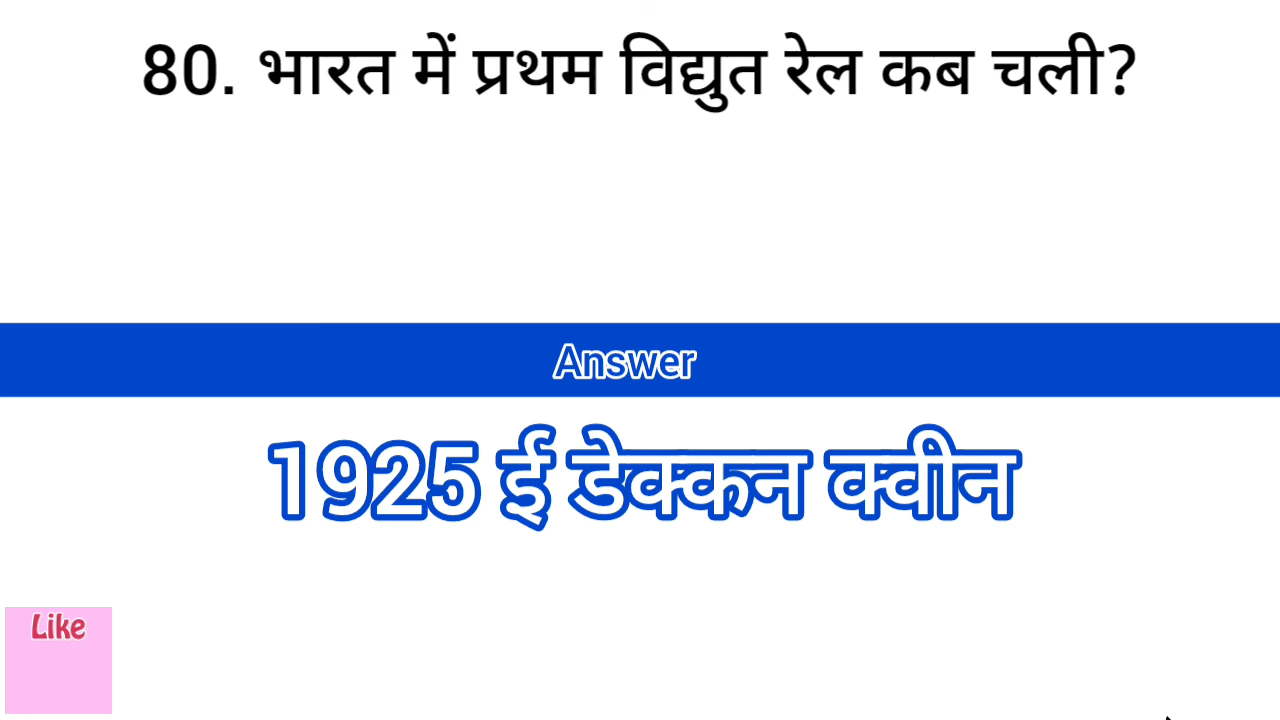 80. भारत में प्रथम विद्युत रेल कब चली?
Answer
1925 ई डेक्कन क्वीन
Like